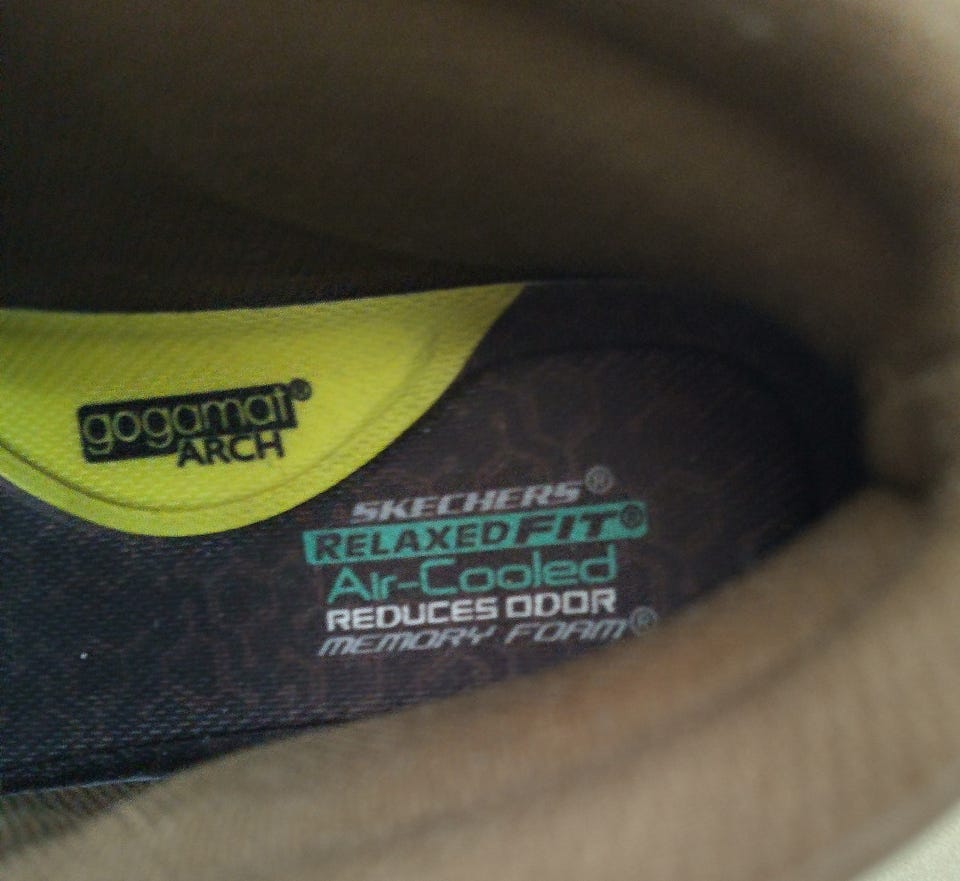 gogamat®
ARCH
SKECHERS®
RELAXED FIT®
Air-Cooled
REDUCES ODOR
MEMORY FOAM®